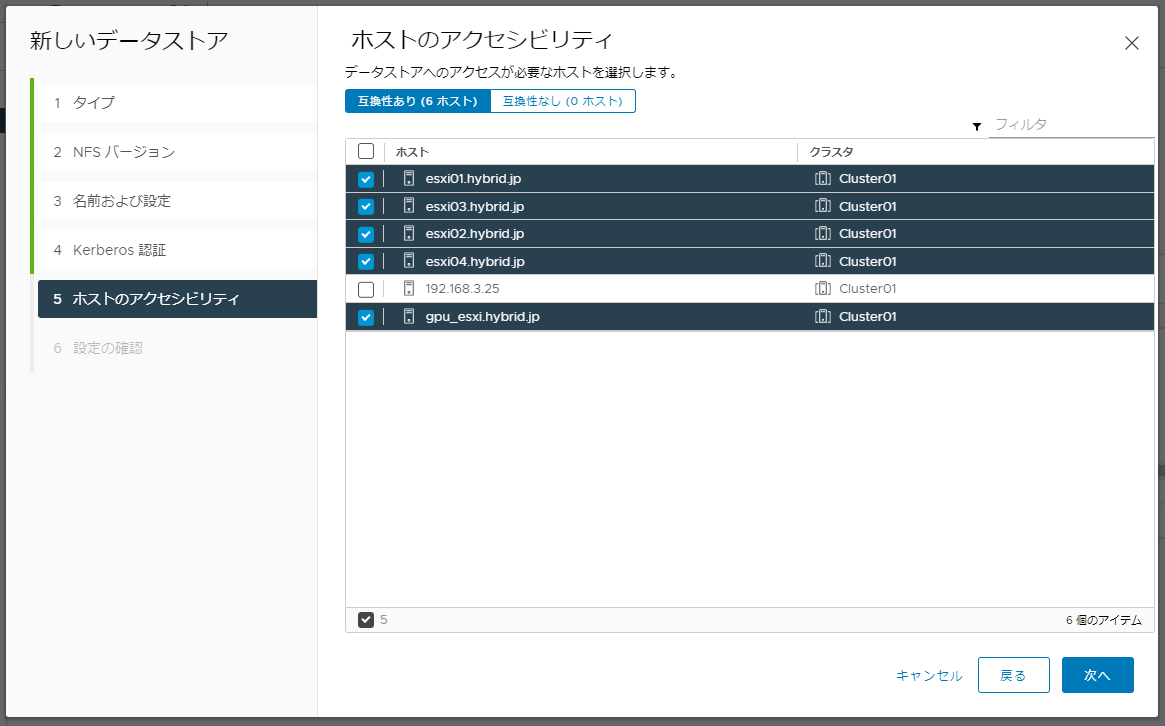 新しいデータストア
1 タイプ
2 NFS バージョン
3 名前および設定
4 Kerberos 認証
5 ホストのアクセシビリティ
6 設定の確認
ホストのアクセシビリティ
データストアへのアクセスが必要なホストを選択します。
互換性あり (6 ホスト) 互換性なし (0 ホスト)
フィルタ
ホスト クラスタ
esxi01.hybrid.jp Cluster01
esxi03.hybrid.jp Cluster01
esxi02.hybrid.jp Cluster01
esxi04.hybrid.jp Cluster01
192.168.3.25 Cluster01
gpu_esxi.hybrid.jp Cluster01
5 6 個のアイテム
キャンセル 戻る 次へ